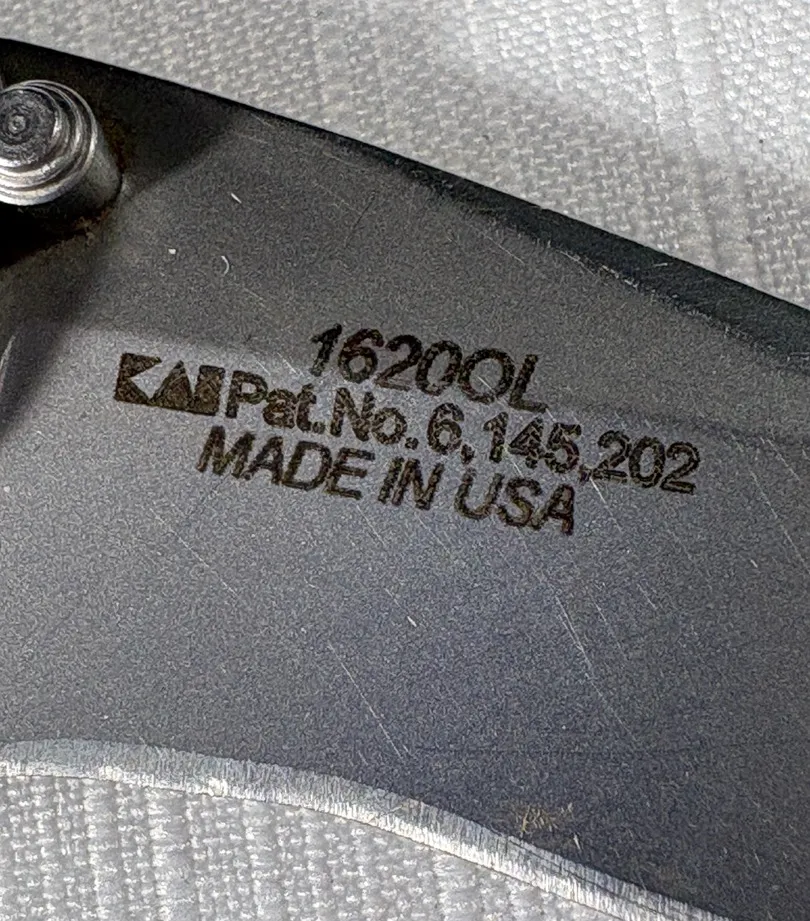 1620OL
KAI Pat.No.6,145,202
MADE IN USA